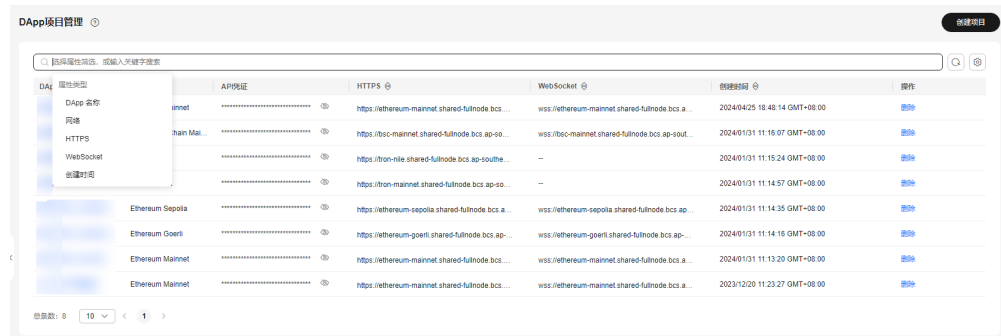 DApp项目管理
创建项目
选择属性筛选，或输入关键字搜索
API凭证 HTTPS WebSocket 创建时间 操作
属性类型
DApp 名称
网络
HTTPS
WebSocket
创建时间
****************************** https://ethereum-mainnet.shared-fullnode.bcs.... wss://ethereum-mainnet.shared-fullnode.bcs.a... 2024/04/25 18:48:14 GMT+08:00 删除
****************************** https://bsc-mainnet.shared-fullnode.bcs.ap-so... wss://bsc-mainnet.shared-fullnode.bcs.ap-sout... 2024/01/31 11:16:07 GMT+08:00 删除
****************************** https://tron-nile.shared-fullnode.bcs.ap-southe... -- 2024/01/31 11:15:24 GMT+08:00 删除
****************************** https://tron-mainnet.shared-fullnode.bcs.ap-so... -- 2024/01/31 11:14:57 GMT+08:00 删除
Ethereum Sepolia ****************************** https://ethereum-sepolia.shared-fullnode.bcs.a... wss://ethereum-sepolia.shared-fullnode.bcs.ap... 2024/01/31 11:14:35 GMT+08:00 删除
Ethereum Goerli ****************************** https://ethereum-goerli.shared-fullnode.bcs.ap-... wss://ethereum-goerli.shared-fullnode.bcs.ap-... 2024/01/31 11:14:16 GMT+08:00 删除
Ethereum Mainnet ****************************** https://ethereum-mainnet.shared-fullnode.bcs.... wss://ethereum-mainnet.shared-fullnode.bcs.a... 2024/01/31 11:13:20 GMT+08:00 删除
Ethereum Mainnet ****************************** https://ethereum-mainnet.shared-fullnode.bcs.... wss://ethereum-mainnet.shared-fullnode.bcs.a... 2023/12/20 11:23:27 GMT+08:00 删除
总条数：8 10 1